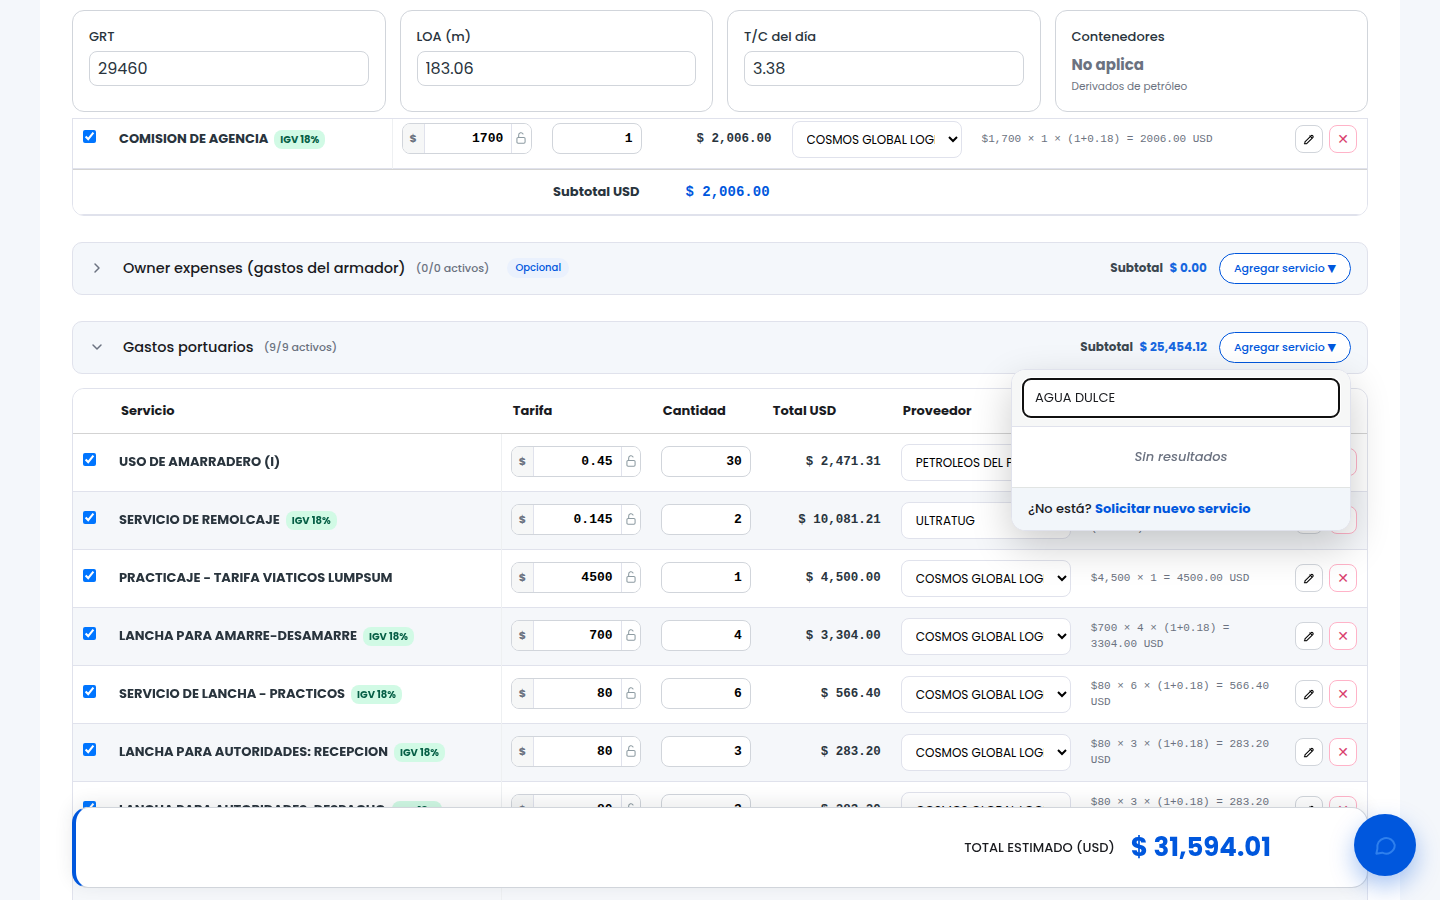 GRT
29460
LOA (m)
183.06
T/C del día
3.38
Contenedores
No aplica
Derivados de petróleo
COMISION DE AGENCIA IGV 18% $ 1700 1 $ 2,006.00 COSMOS GLOBAL LOG $1,700 × 1 × (1+0.18) = 2006.00 USD
Subtotal USD $ 2,006.00
Owner expenses (gastos del armador) (0/0 activos) Opcional Subtotal $ 0.00 Agregar servicio ▼
Gastos portuarios (9/9 activos) Subtotal $ 25,454.12 Agregar servicio ▼
AGUA DULCE
Sin resultados
¿No está? Solicitar nuevo servicio
Servicio Tarifa Cantidad Total USD Proveedor
USO DE AMARRADERO (I) $ 0.45 30 $ 2,471.31 PETROLEOS DEL
SERVICIO DE REMOLCAJE IGV 18% $ 0.145 2 $ 10,081.21 ULTRATUG
PRACTICAJE - TARIFA VIATICOS LUMPSUM $ 4500 1 $ 4,500.00 COSMOS GLOBAL LOG $4,500 × 1 = 4500.00 USD
LANCHA PARA AMARRE-DESAMARRE IGV 18% $ 700 4 $ 3,304.00 COSMOS GLOBAL LOG $700 × 4 × (1+0.18) =
3304.00 USD
SERVICIO DE LANCHA - PRACTICOS IGV 18% $ 80 6 $ 566.40 COSMOS GLOBAL LOG $80 × 6 × (1+0.18) = 566.40
USD
LANCHA PARA AUTORIDADES: RECEPCION IGV 18% $ 80 3 $ 283.20 COSMOS GLOBAL LOG $80 × 3 × (1+0.18) = 283.20
USD
$80 × 3 × (1+0.18) = 283.20
TOTAL ESTIMADO (USD) $ 31,594.01